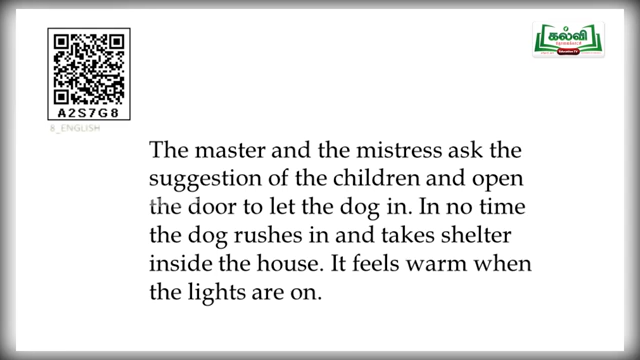 கல்வி
A2S7G8
8_ENGLISH
The master and the mistress ask the
suggestion of the children and open
the door to let the dog in. In no time
the dog rushes in and takes shelter
inside the house. It feels warm when
the lights are on.